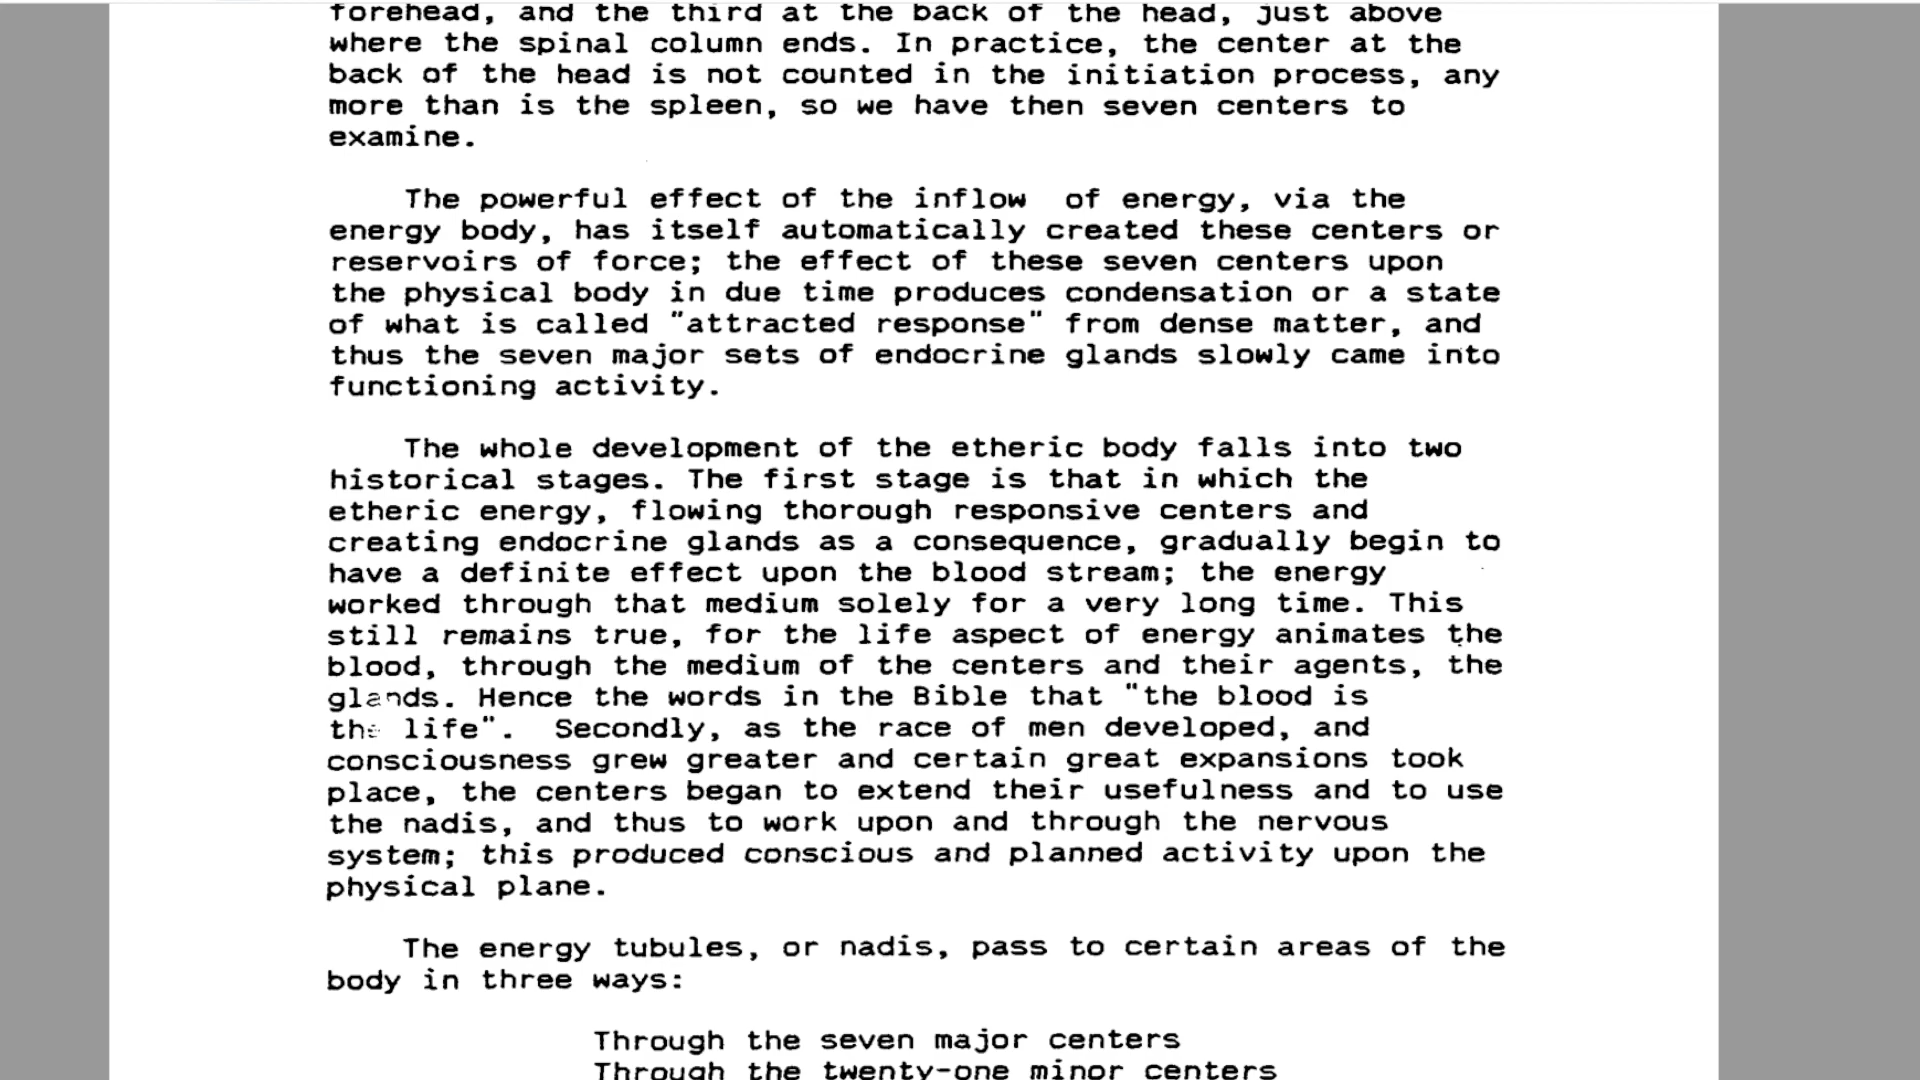 forehead, and the third at the back of the head, just above
where the spinal column ends. In practice, the center at the
back of the head is not counted in the initiation process, any
more than is the spleen, so we have then seven centers to
examine.
The powerful effect of the inflow of energy, via the
energy body, has itself automatically created these centers or
reservoirs of force; the effect of these seven centers upon
the physical body in due time produces condensation or a state
of what is called "attracted response" from dense matter, and
thus the seven major sets of endocrine glands slowly came into
functioning activity.
The whole development of the etheric body falls into two
historical stages. The first stage is that in which the
etheric energy, flowing thorough responsive centers and
creating endocrine glands as a consequence, gradually begin to
have a definite effect upon the blood stream; the energy
worked through that medium solely for a very long time. This
still remains true, for the life aspect of energy animates the
blood, through the medium of the centers and their agents, the
glands. Hence the words in the Bible that "the blood is
the life". Secondly, as the race of men developed, and
consciousness grew greater and certain great expansions took
place, the centers began to extend their usefulness and to use
the nadis, and thus to work upon and through the nervous
system; this produced conscious and planned activity upon the
physical plane.
The energy tubules, or nadis, pass to certain areas of the
body in three ways:
Through the seven major centers
Through the twenty-one minor centers